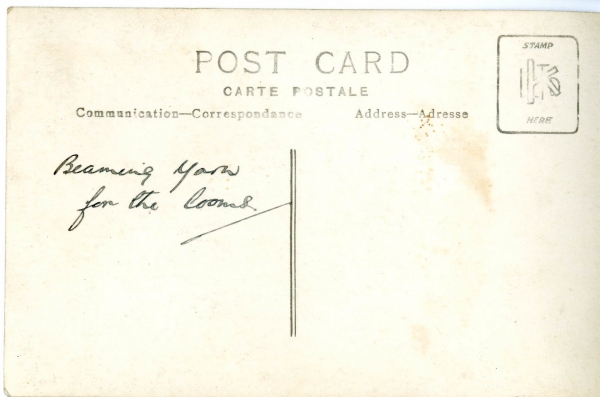 POST CARD
CARTE POSTALE
Communication—Correspondance
Address—Adresse
STAMP
HERE
Beaming Yarn
for the looms